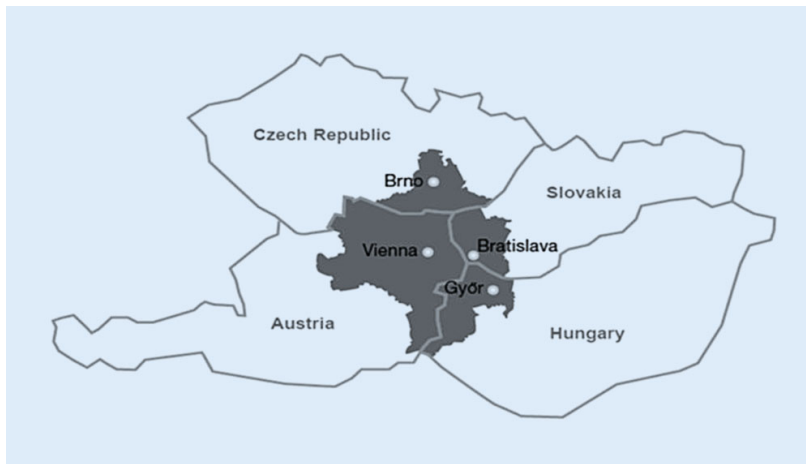 Czech Republic
Brno
Slovakia
Vienna
Bratislava
Győr
Austria
Hungary